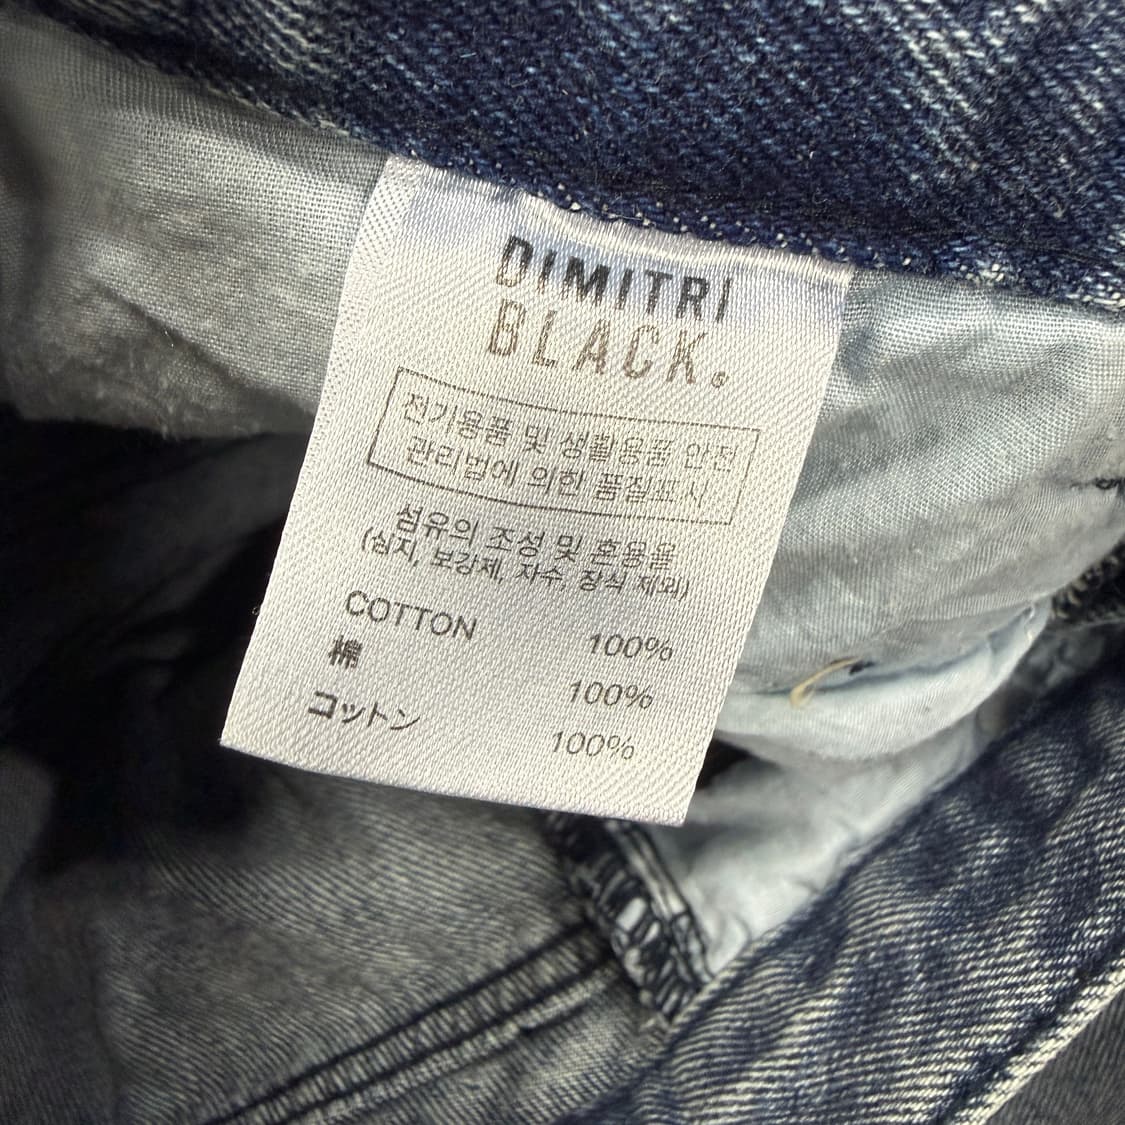 DIMITRI
BLACK.
전기용품 및 생활용품 안전
관리법에 의한 품질표시
섬유의 조성 및 혼용율
(심지, 보강제, 자수, 장식 제외)
COTTON 100%
棉 100%
コットン 100%